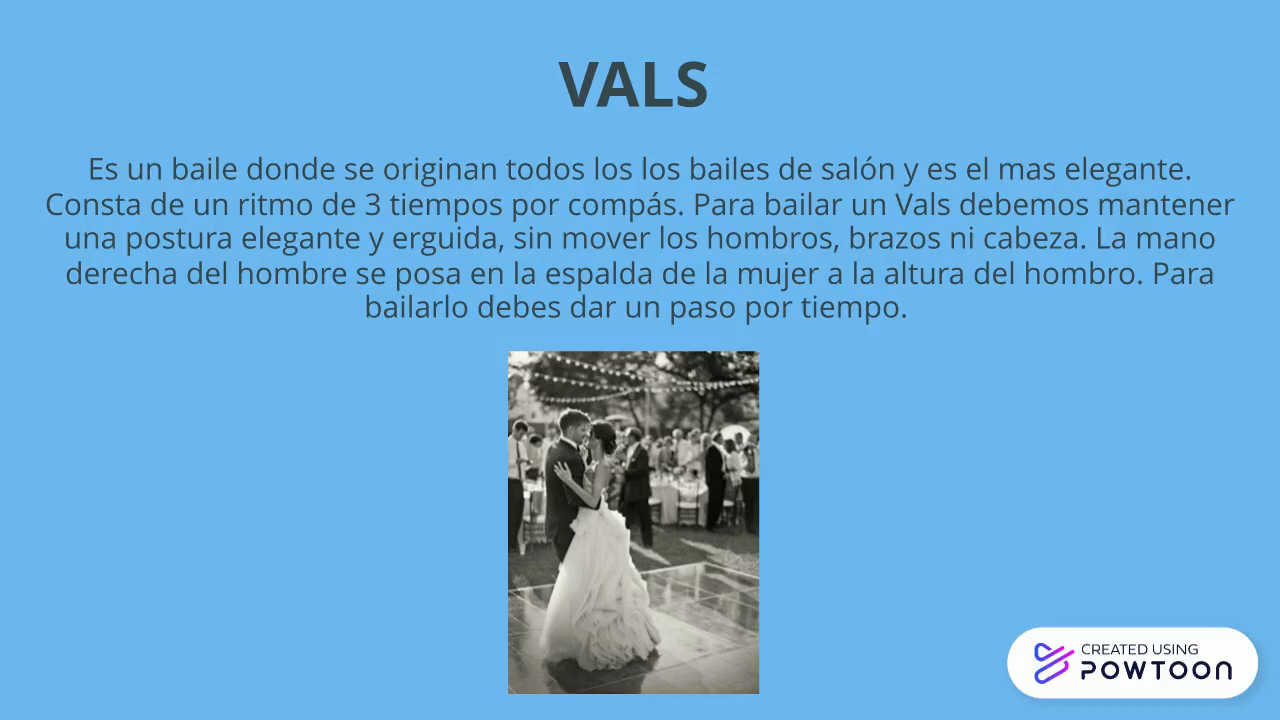 VALS
Es un baile donde se originan todos los los bailes de salón y es el mas elegante.
Consta de un ritmo de 3 tiempos por compás. Para bailar un Vals debemos mantener
una postura elegante y erguida, sin mover los hombros, brazos ni cabeza. La mano
derecha del hombre se posa en la espalda de la mujer a la altura del hombro. Para
bailarlo debes dar un paso por tiempo.
CREATED USING
POWTOON